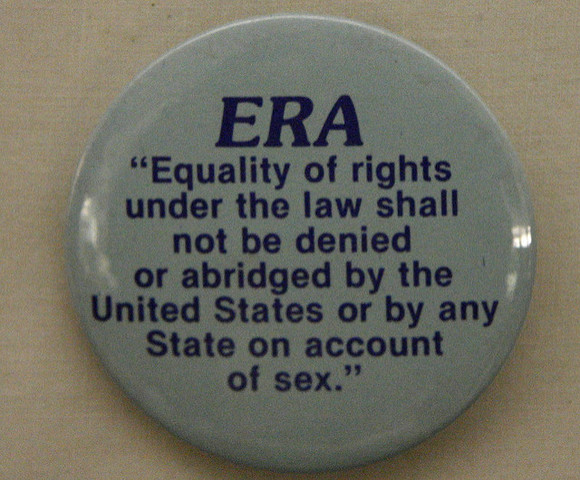 ERA
“Equality of rights
under the law shall
not be denied
or abridged by the
United States or by any
State on account
of sex.”